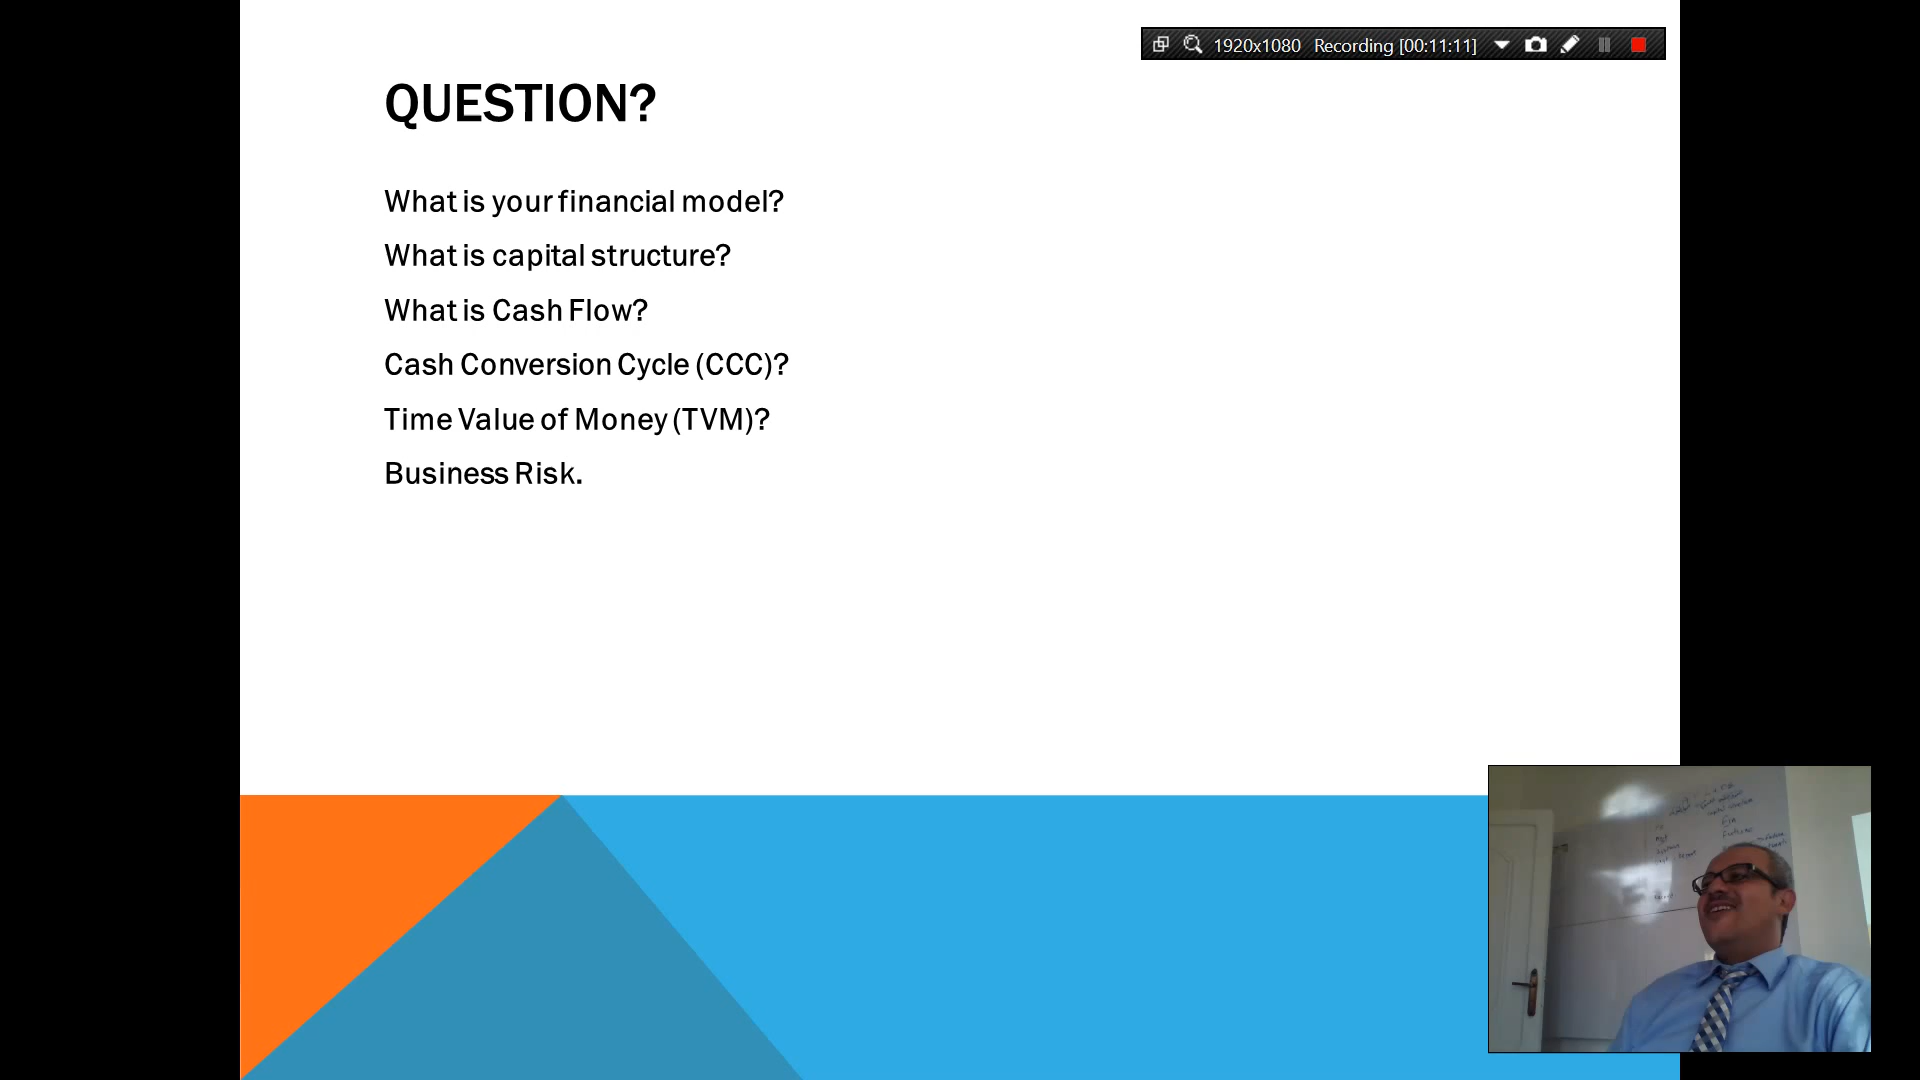 1920x1080 Recording [00:11:11]
QUESTION?
What is your financial model?
What is capital structure?
What is Cash Flow?
Cash Conversion Cycle (CCC)?
Time Value of Money (TVM)?
Business Risk.